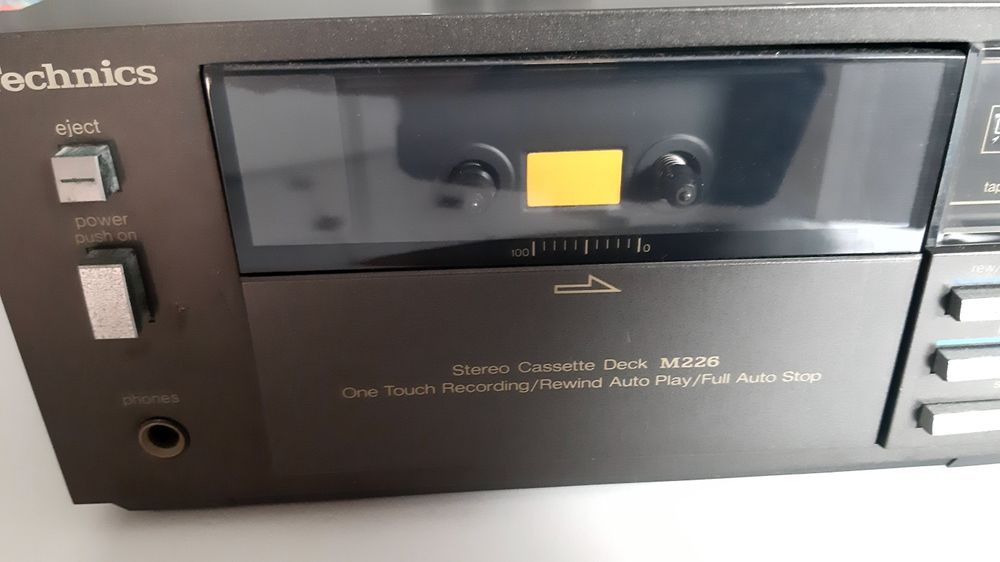 Technics
eject
power
push on
phones
100 0
Stereo Cassette Deck M226
One Touch Recording/Rewind Auto Play/Full Auto Stop